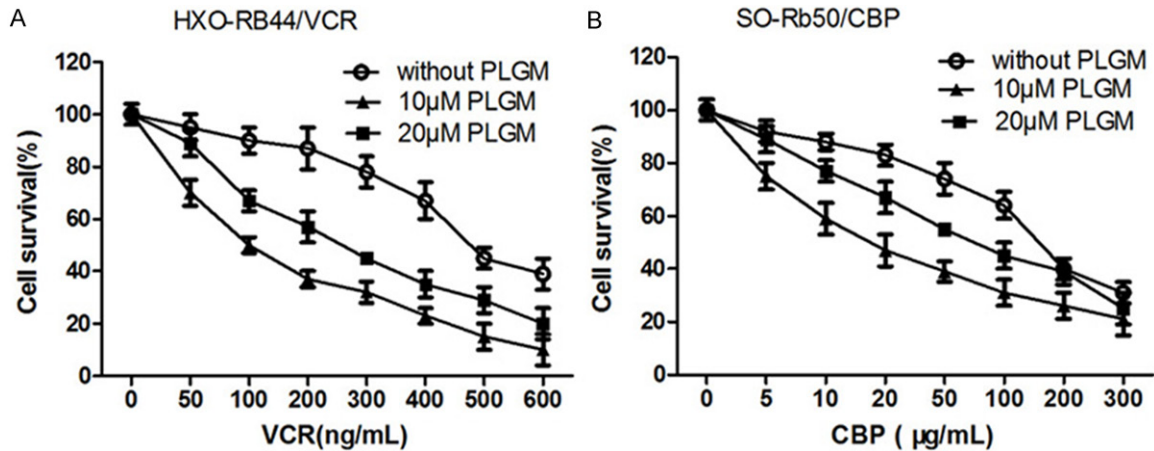 A
HXO-RB44/VCR
120
100
80
60
40
20
0
Cell survival(%)
without PLGM
10μM PLGM
20μM PLGM
0 50 100 200 300 400 500 600
VCR(ng/mL)
B
SO-Rb50/CBP
120
100
80
60
40
20
0
Cell survival(%)
without PLGM
10μM PLGM
20μM PLGM
0 5 10 20 50 100 200 300
CBP ( μg/mL)